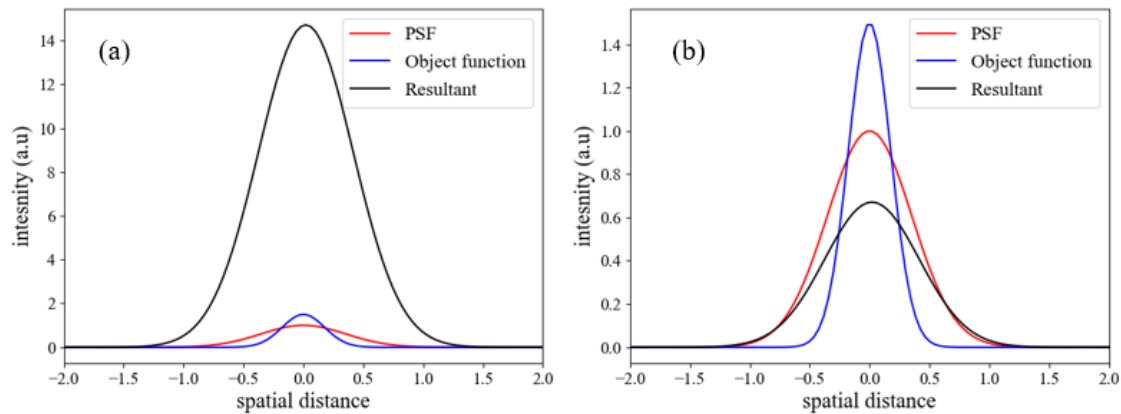 (a)
PSF
Object function
Resultant
intesnity (a.u)
14
12
10
8
6
4
2
0
−2.0 −1.5 −1.0 −0.5 0.0 0.5 1.0 1.5 2.0
spatial distance
(b)
PSF
Object function
Resultant
intesnity (a.u)
1.4
1.2
1.0
0.8
0.6
0.4
0.2
0.0
−2.0 −1.5 −1.0 −0.5 0.0 0.5 1.0 1.5 2.0
spatial distance